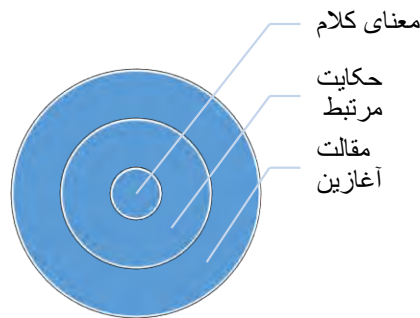 معنای کلام
حکایت
مرتبط
مقالت
آغازین